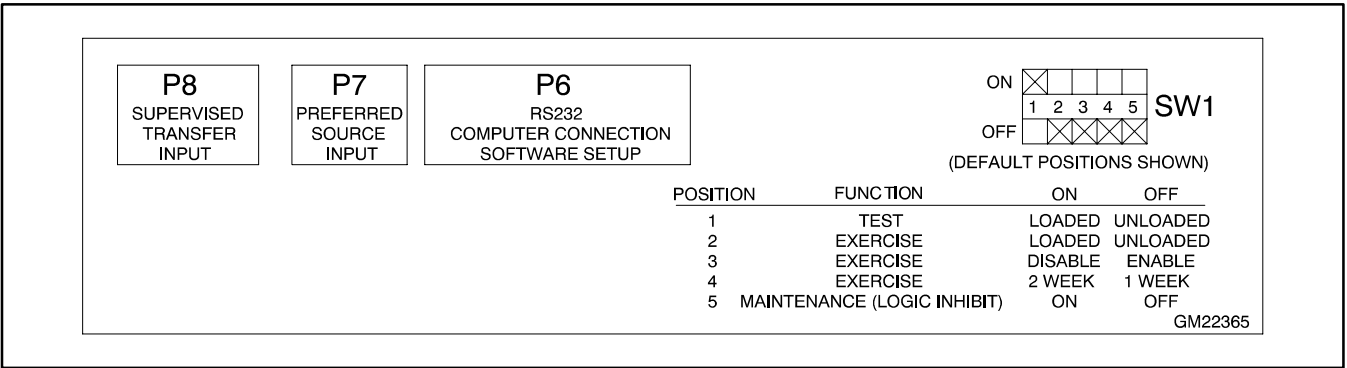 P8
SUPERVISED
TRANSFER
INPUT
P7
PREFERRED
SOURCE
INPUT
P6
RS232
COMPUTER CONNECTION
SOFTWARE SETUP
ON
1 2 3 4 5 SW1
OFF
(DEFAULT POSITIONS SHOWN)
POSITION FUNCTION ON OFF
1 TEST LOADED UNLOADED
2 EXERCISE LOADED UNLOADED
3 EXERCISE DISABLE ENABLE
4 EXERCISE 2 WEEK 1 WEEK
5 MAINTENANCE (LOGIC INHIBIT) ON OFF
GM22365